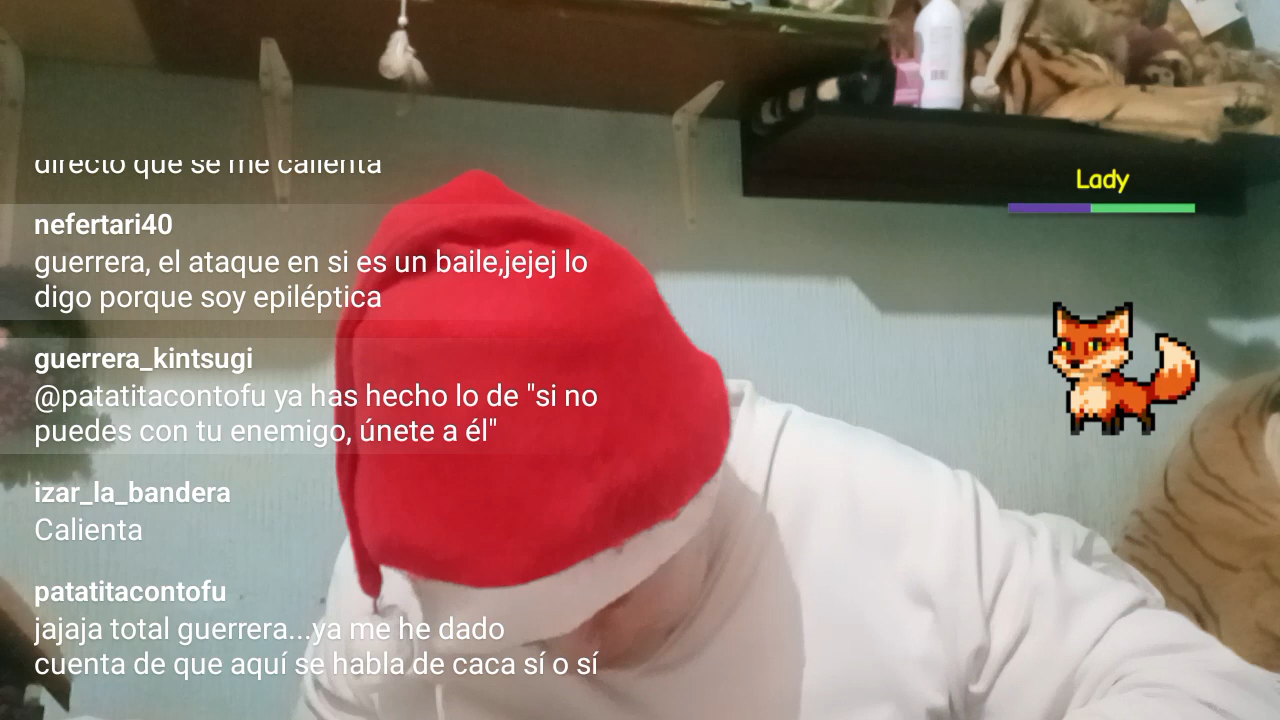 directo que se me calienta
nefertari40
guerrera, el ataque en si es un baile,jejej lo
digo porque soy epiléptica
guerrera_kintsugi
@patatitacontofu ya has hecho lo de "si no
puedes con tu enemigo, únete a él"
izar_la_bandera
Calienta
patatitacontofu
jajaja total guerrera...ya me he dado
cuenta de que aquí se habla de caca sí o sí
Lady